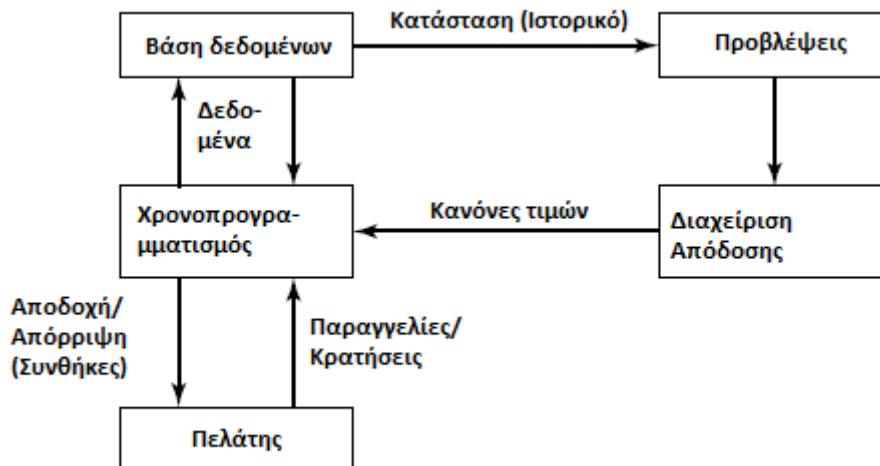 Βάση δεδομένων
Κατάσταση (Ιστορικό)
Προβλέψεις
Δεδο-
μένα
Χρονοπρογρα-
μματισμός
Κανόνες τιμών
Διαχείριση
Απόδοσης
Αποδοχή/
Απόρριψη
(Συνθήκες)
Παραγγελίες/
Κρατήσεις
Πελάτης